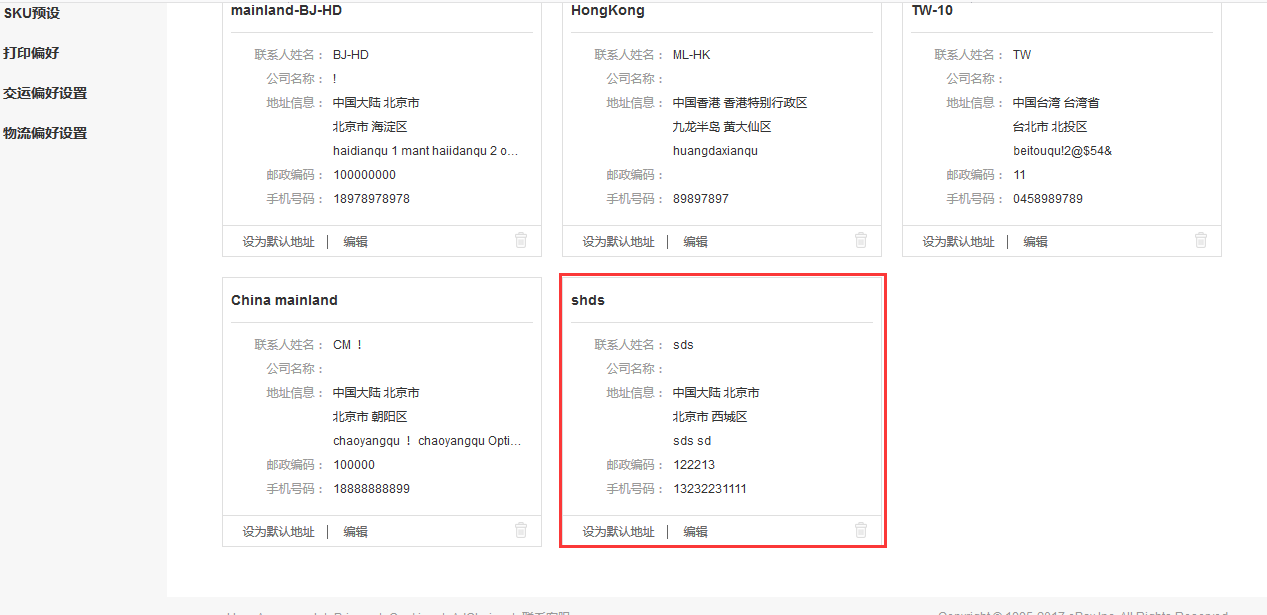 SKU预设
打印偏好
交运偏好设置
物流偏好设置
mainland-BJ-HD
联系人姓名： BJ-HD
公司名称： !
地址信息： 中国大陆 北京市
北京市 海淀区
haidianqu 1 mant haiidanqu 2 o...
邮政编码： 100000000
手机号码： 18978978978
设为默认地址 | 编辑
HongKong
联系人姓名： ML-HK
公司名称：
地址信息： 中国香港 香港特别行政区
九龙半岛 黄大仙区
huangdaxianqu
邮政编码：
手机号码： 89897897
设为默认地址 | 编辑
TW-10
联系人姓名： TW
公司名称：
地址信息： 中国台湾 台湾省
台北市 北投区
beitouqu!2@$54&
邮政编码： 11
手机号码： 0458989789
设为默认地址 | 编辑
China mainland
联系人姓名： CM ！
公司名称：
地址信息： 中国大陆 北京市
北京市 朝阳区
chaoyangqu ！ chaoyangqu Opti...
邮政编码： 100000
手机号码： 18888888899
设为默认地址 | 编辑
shds
联系人姓名： sds
公司名称：
地址信息： 中国大陆 北京市
北京市 西城区
sds sd
邮政编码： 122213
手机号码： 13232231111
设为默认地址 | 编辑